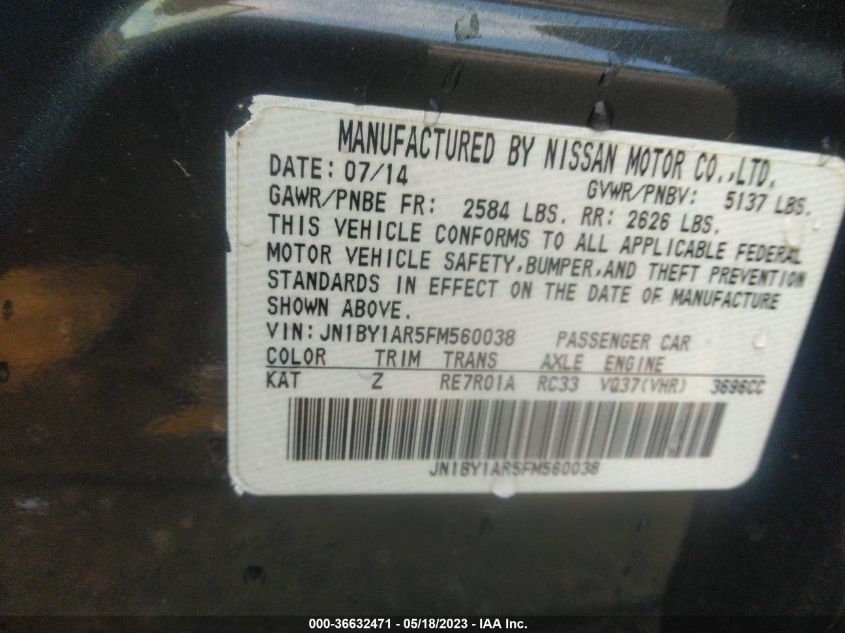 MANUFACTURED BY NISSAN MOTOR CO.,LTD.
DATE: 07/14 GVWR/PNBV: 5137 LBS.
GAWR/PNBE FR: 2584 LBS. RR: 2626 LBS.
THIS VEHICLE CONFORMS TO ALL APPLICABLE FEDERAL
MOTOR VEHICLE SAFETY,BUMPER,AND THEFT PREVENTION
STANDARDS IN EFFECT ON THE DATE OF MANUFACTURE
SHOWN ABOVE.
VIN:JN1BY1AR5FM560038 PASSENGER CAR
COLOR TRIM TRANS AXLE ENGINE
KAT Z RE7R01A RC33 VQ37(VHR) 3696CC
JN1BY1AR5FM560038
000-36632471 - 05/18/2023 - IAA Inc.